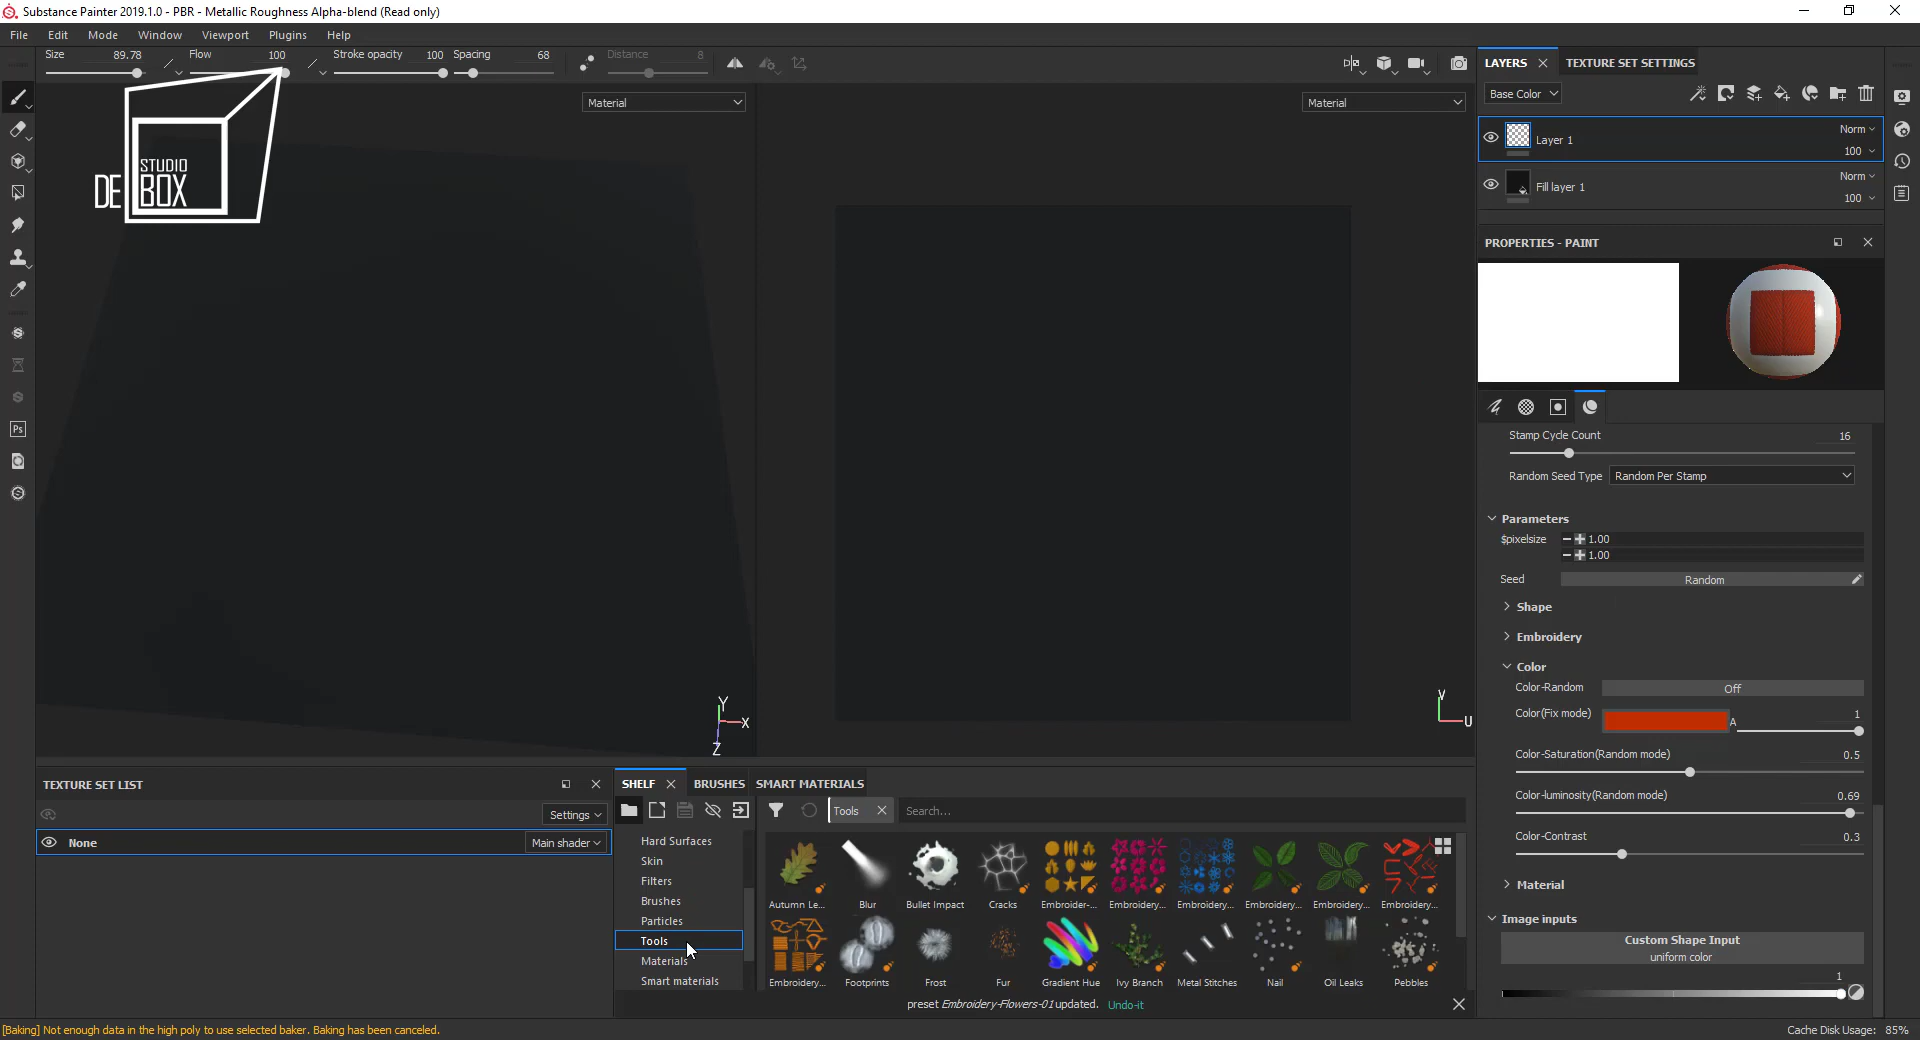 Substance Painter 2019.1.0 - PBR - Metallic Roughness Alpha-blend (Read only)
File Edit Mode Window Viewport Plugins Help
Size 89.78 Flow 100 Stroke opacity 100 Spacing 68 Distance 8
DE STUDIO BOX
Material
Material
Y
X
Z
V
U
LAYERS
TEXTURE SET SETTINGS
Base Color
Layer 1
Norm
100
Fill layer 1
Norm
100
PROPERTIES - PAINT
Ps
Stamp Cycle Count 16
Random Seed Type Random Per Stamp
Parameters
$pixelsize 1.00
1.00
Seed Random
Shape
Embroidery
Color
Color-Random Off
Color(Fix mode) A 1
Color-Saturation(Random mode) 0.5
Color-luminosity(Random mode) 0.69
Color-Contrast 0.3
Material
Image inputs
Custom Shape Input
uniform color
1
TEXTURE SET LIST
Settings
None Main shader
SHELF BRUSHES SMART MATERIALS
Tools Search...
Hard Surfaces
Skin
Filters
Brushes
Particles
Tools
Materials
Smart materials
Autumn Le... Blur Bullet Impact Cracks Embroider-... Embroidery... Embroidery... Embroidery... Embroidery... Embroidery...
Embroidery... Footprints Frost Fur Gradient Hue Ivy Branch Metal Stitches Nail Oil Leaks Pebbles
preset Embroidery-Flowers-01 updated. Undo-it
[Baking] Not enough data in the high poly to use selected baker. Baking has been canceled.
Cache Disk Usage: 85%